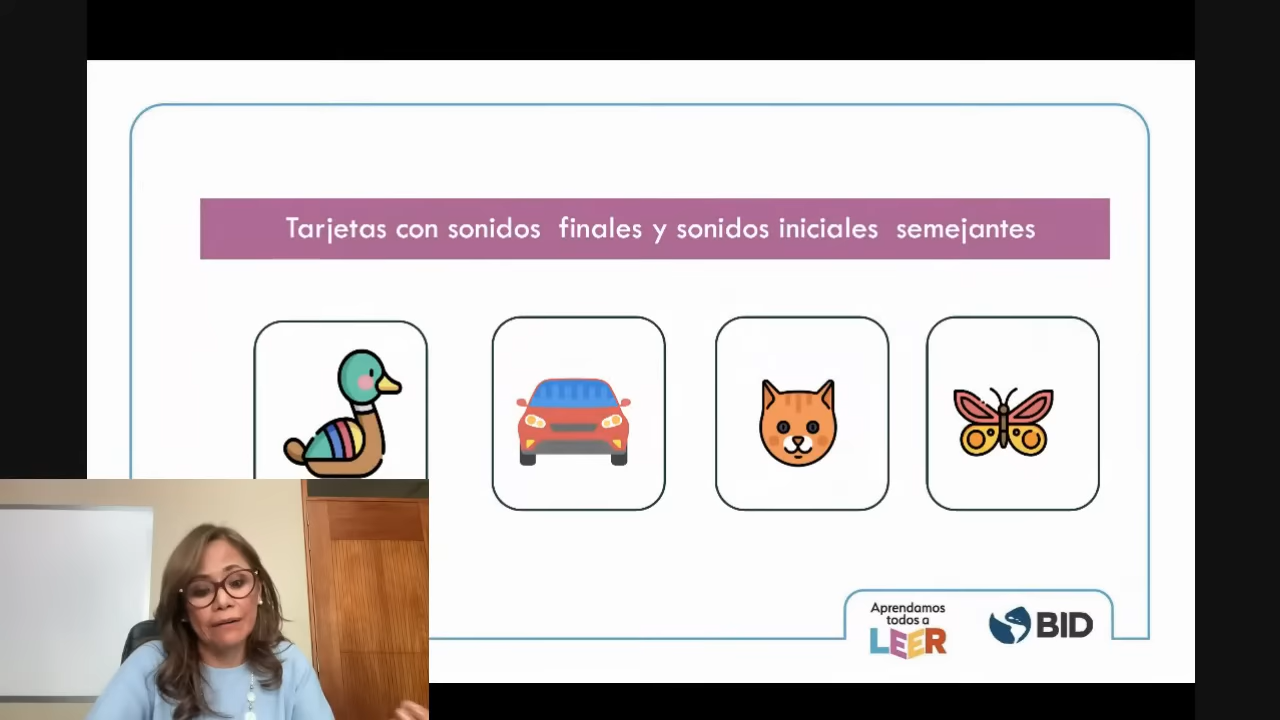 Tarjetas con sonidos finales y sonidos iniciales semejantes
Aprendamos
todos a
LEER
BID